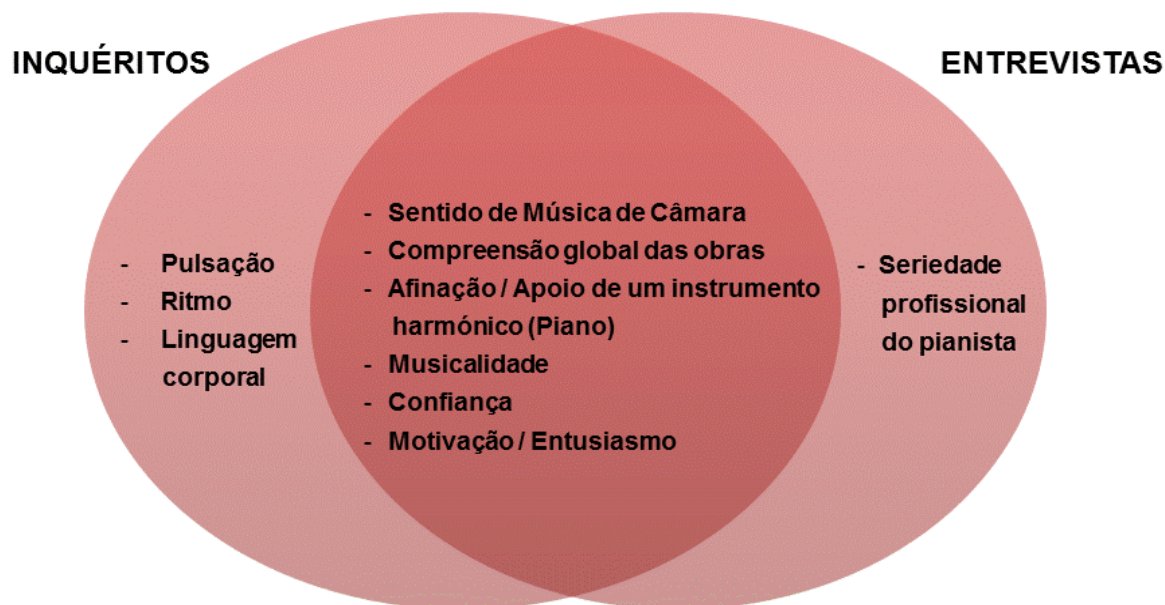 INQUÉRITOS
ENTREVISTAS
- Pulsação
- Ritmo
- Linguagem
corporal
- Sentido de Música de Câmara
- Compreensão global das obras
- Afinação / Apoio de um instrumento
harmónico (Piano)
- Musicalidade
- Confiança
- Motivação / Entusiasmo
- Seriedade
profissional
do pianista